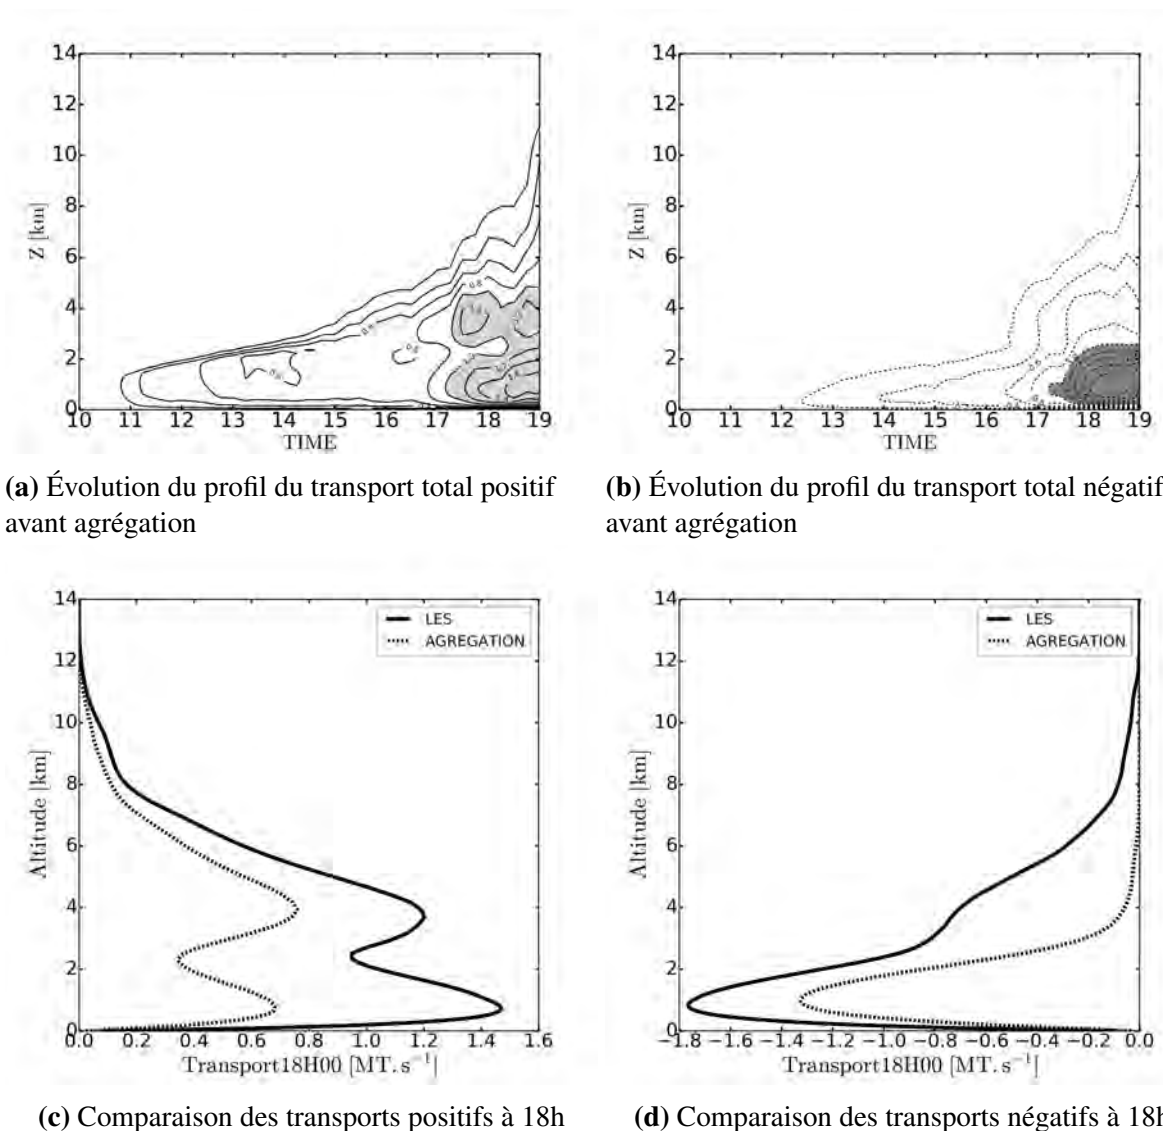 14
12
10
8
6
4
2
0
Z [km]
10 11 12 13 14 15 16 17 18 19
TIME
14
12
10
8
6
4
2
0
Z [km]
10 11 12 13 14 15 16 17 18 19
TIME
(a) Évolution du profil du transport total positif
avant agrégation
(b) Évolution du profil du transport total négatif
avant agrégation
14
12
10
8
6
4
2
0
Altitude [km]
LES
AGREGATION
0.0 0.2 0.4 0.6 0.8 1.0 1.2 1.4 1.6
Transport18H00 [MT.s⁻¹]
14
12
10
8
6
4
2
0
Altitude [km]
LES
AGREGATION
−1.8 −1.6 −1.4 −1.2 −1.0 −0.8 −0.6 −0.4 −0.2 0.0
Transport18H00 [MT.s⁻¹]
(c) Comparaison des transports positifs à 18h
(d) Comparaison des transports négatifs à 18h